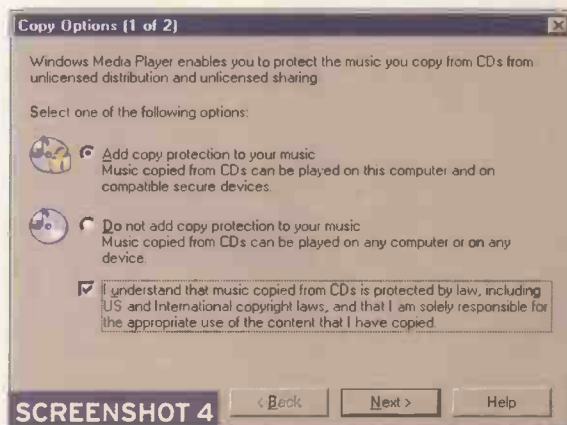 Copy Options (1 of 2)
Windows Media Player enables you to protect the music you copy from CDs from
unlicensed distribution and unlicensed sharing.
Select one of the following options:
Add copy protection to your music
Music copied from CDs can be played on this computer and on
compatible secure devices.
Do not add copy protection to your music
Music copied from CDs can be played on any computer or on any
device.
I understand that music copied from CDs is protected by law, including
US and International copyright laws, and that I am solely responsible for
the appropriate use of the content that I have copied.
SCREENSHOT 4
< Back
Next >
Help